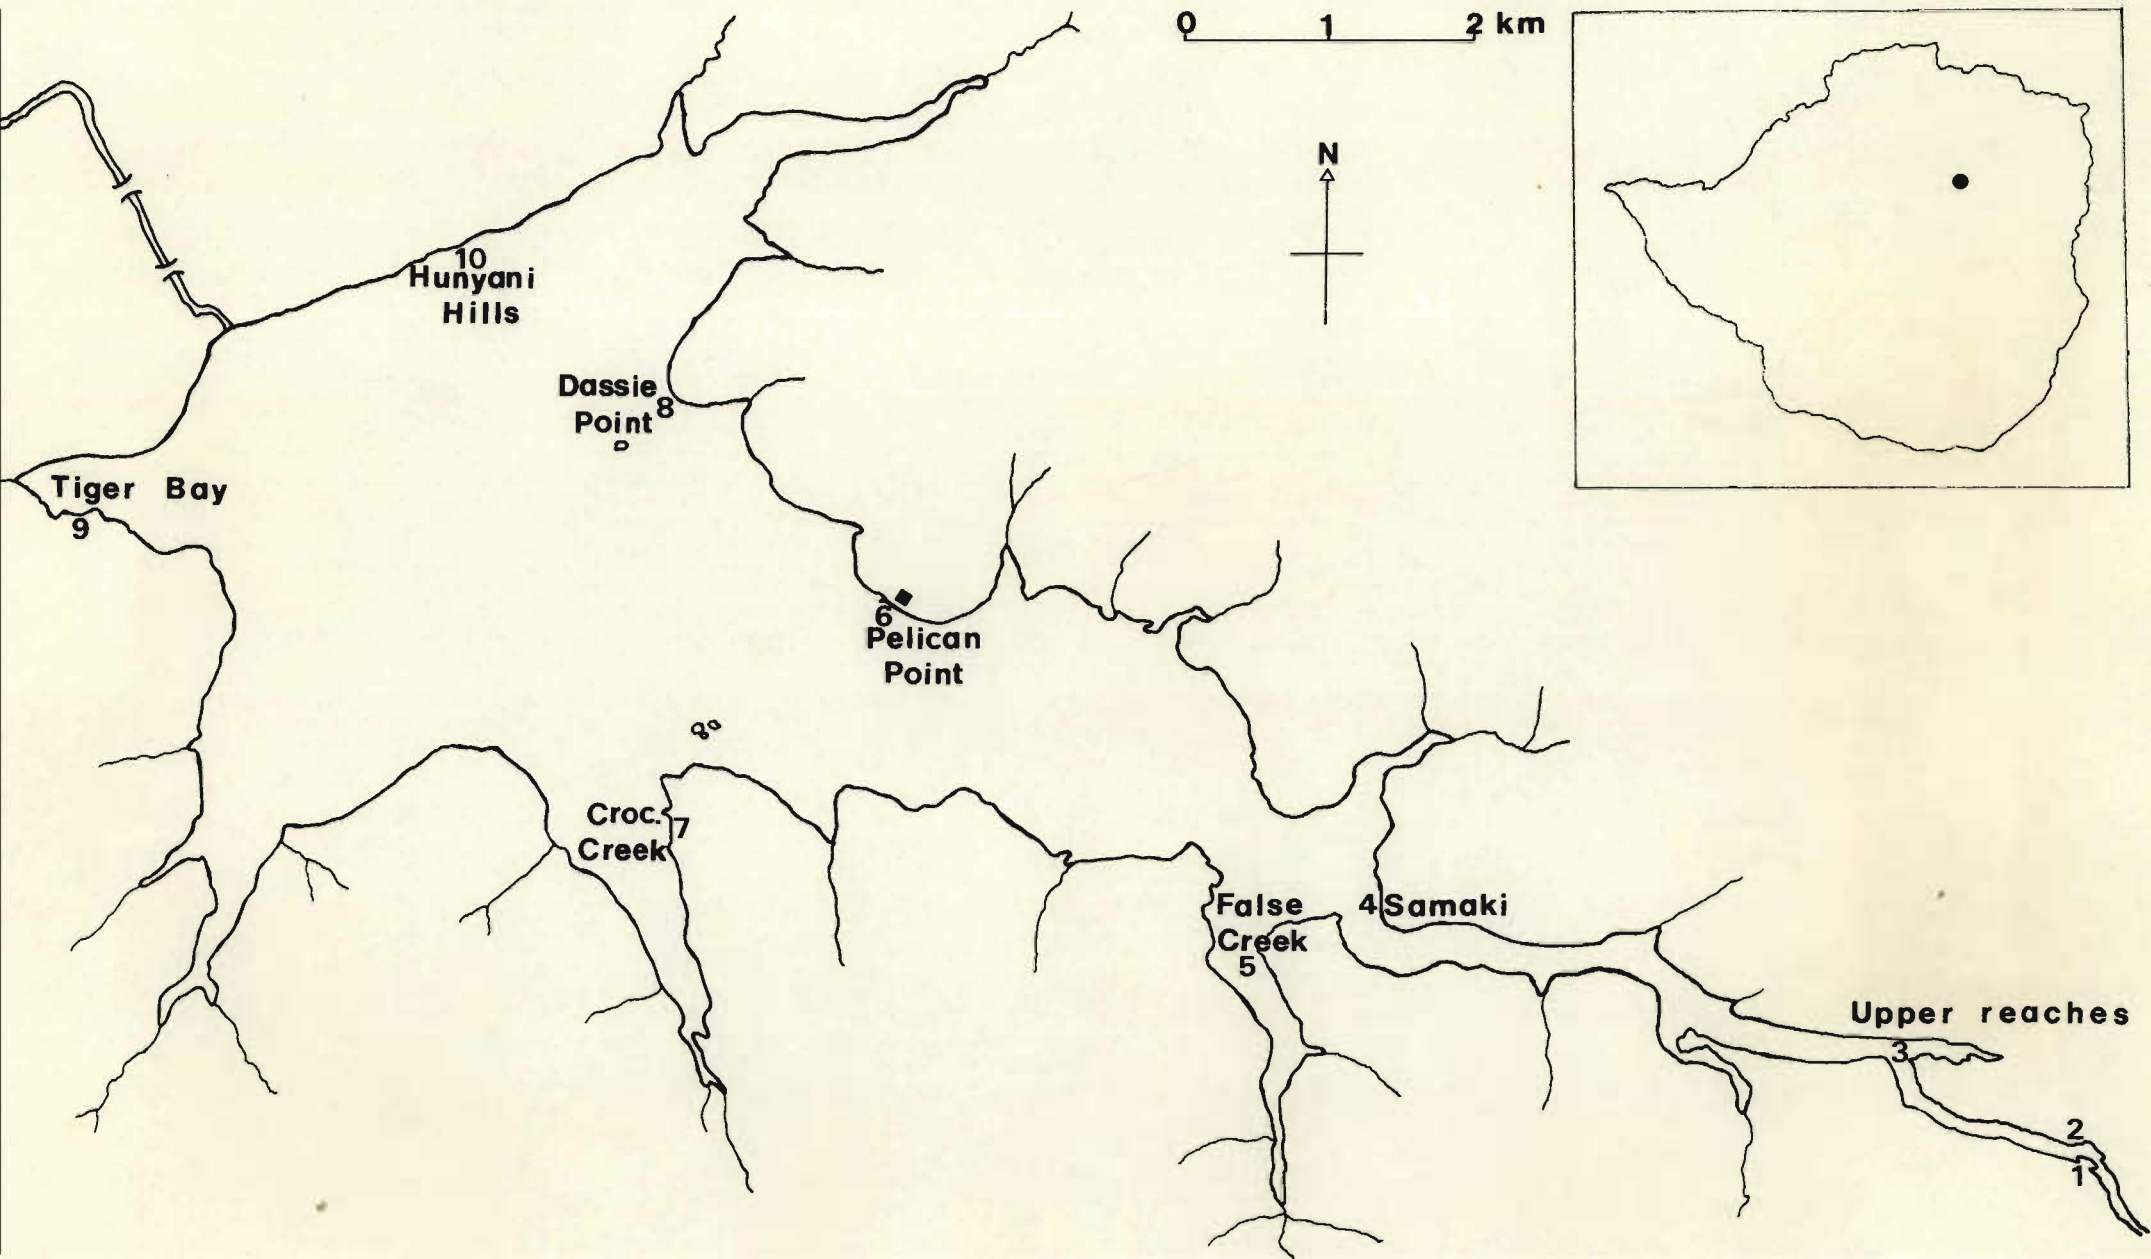 0 1 2 km
N
10
Hunyani
Hills
Dassie
Point 8
Tiger Bay
9
6
Pelican
Point
Croc.
Creek 7
False
Creek
5
4 Samaki
Upper reaches
3
2
1